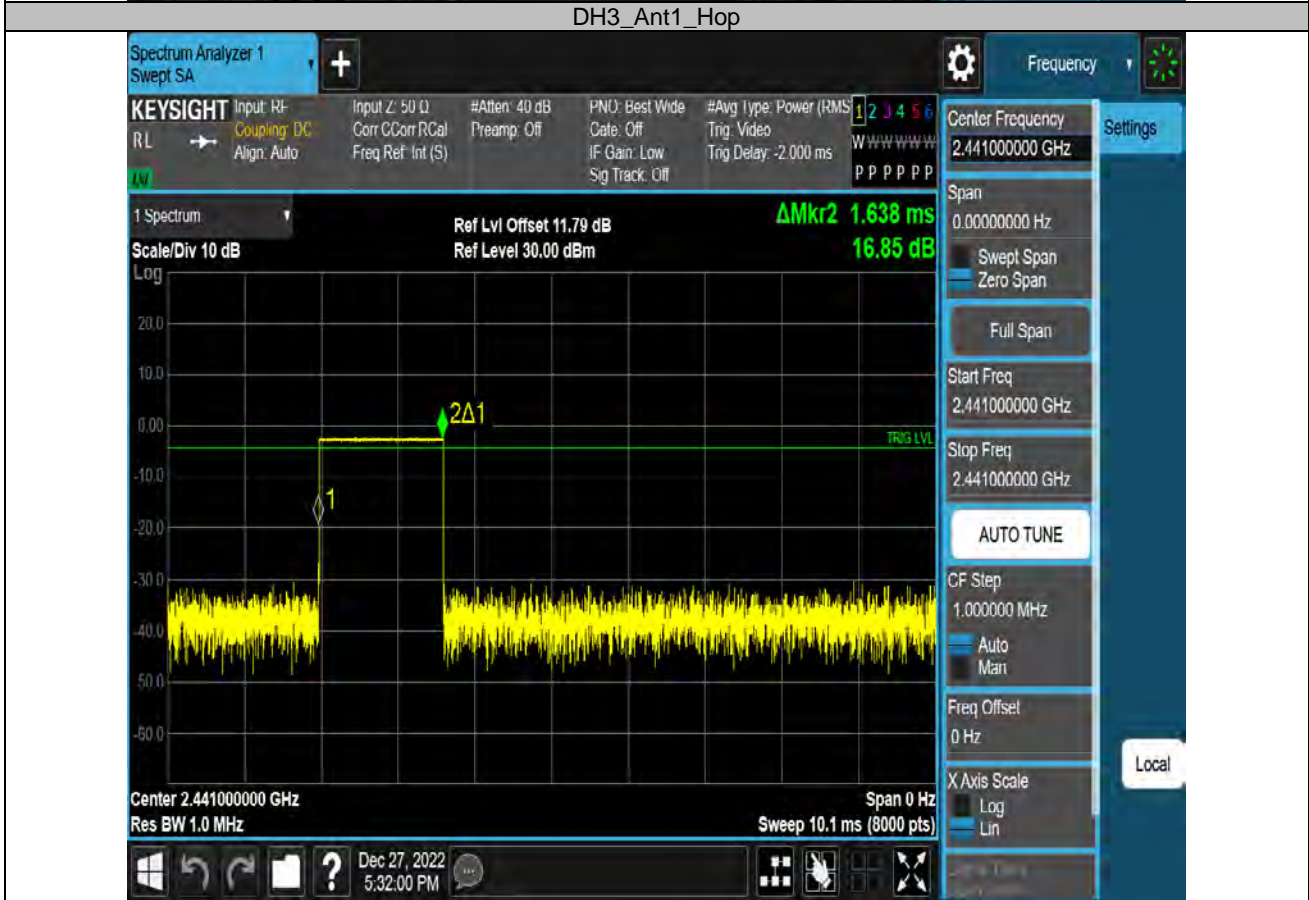 DH3_Ant1_Hop
Spectrum Analyzer 1
Swept SA
Frequency
KEYSIGHT
RL
Input: RF
Coupling: DC
Align: Auto
Input Z: 50 Ω
Corr CCorr RCal
Freq Ref: Int (S)
#Atten: 40 dB
Preamp: Off
PNO: Best Wide
Gate: Off
IF Gain: Low
Sig Track: Off
#Avg Type: Power (RMS
Trig: Video
Trig Delay: -2.000 ms
1 2 3 4 5 6
W W W W W W
P P P P P P
1 Spectrum
Scale/Div 10 dB
Ref Lvl Offset 11.79 dB
Ref Level 30.00 dBm
ΔMkr2 1.638 ms
16.85 dB
Log
20.0
10.0
0.00
-10.0
-20.0
-30.0
-40.0
-50.0
-60.0
2Δ1
1
TRIG LVL
Center 2.441000000 GHz
Res BW 1.0 MHz
Span 0 Hz
Sweep 10.1 ms (8000 pts)
Center Frequency
2.441000000 GHz
Settings
Span
0.00000000 Hz
Swept Span
Zero Span
Full Span
Start Freq
2.441000000 GHz
Stop Freq
2.441000000 GHz
AUTO TUNE
CF Step
1.000000 MHz
Auto
Man
Freq Offset
0 Hz
X Axis Scale
Log
Lin
Local
Dec 27, 2022
5:32:00 PM